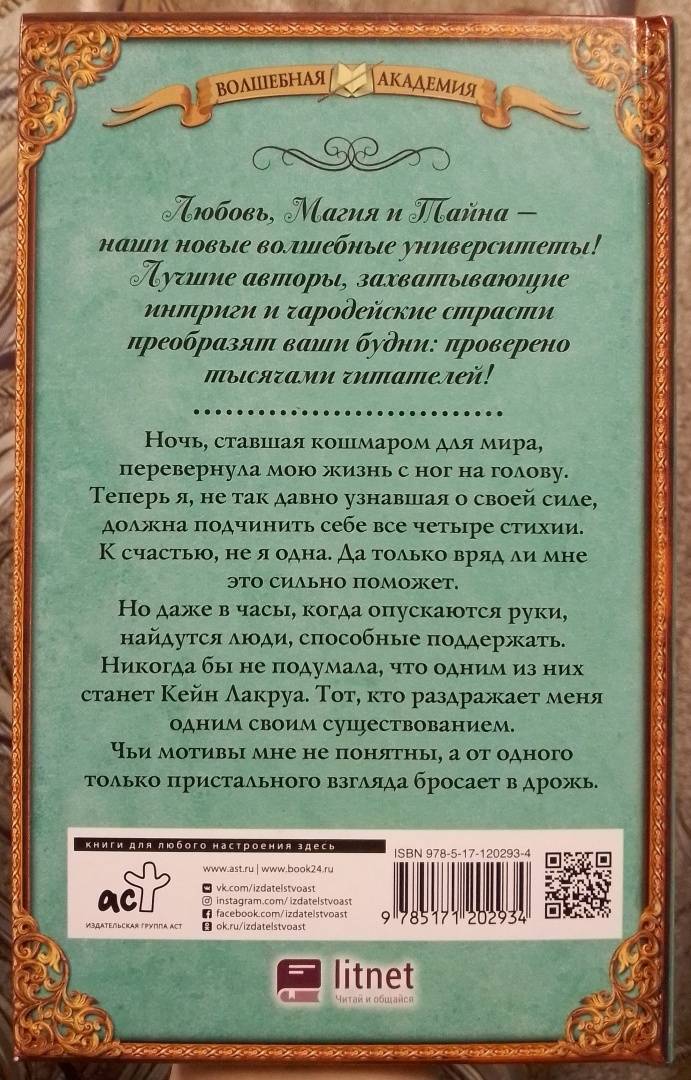 ВОЛШЕБНАЯ АКАДЕМИЯ
Любовь, Магия и Тайна —
наши новые волшебные университеты!
Лучшие авторы, захватывающие
интриги и чародейские страсти
преобразят ваши будни: проверено
тысячами читателей!
Ночь, ставшая кошмаром для мира,
перевернула мою жизнь с ног на голову.
Теперь я, не так давно узнавшая о своей силе,
должна подчинить себе все четыре стихии.
К счастью, не я одна. Да только вряд ли мне
это сильно поможет.
Но даже в часы, когда опускаются руки,
найдутся люди, способные поддержать.
Никогда бы не подумала, что одним из них
станет Кейн Лакруа. Тот, кто раздражает меня
одним своим существованием.
Чьи мотивы мне не понятны, а от одного
только пристального взгляда бросает в дрожь.
книги для любого настроения здесь
аст
ИЗДАТЕЛЬСКАЯ ГРУППА АСТ
www.ast.ru | www.book24.ru
vk.com/izdatelstvoast
instagram.com/izdatelstvoast
facebook.com/izdatelstvoast
ok.ru/izdatelstvoast
ISBN 978-5-17-120293-4
9 785171 202934
litnet
Читай и общайся